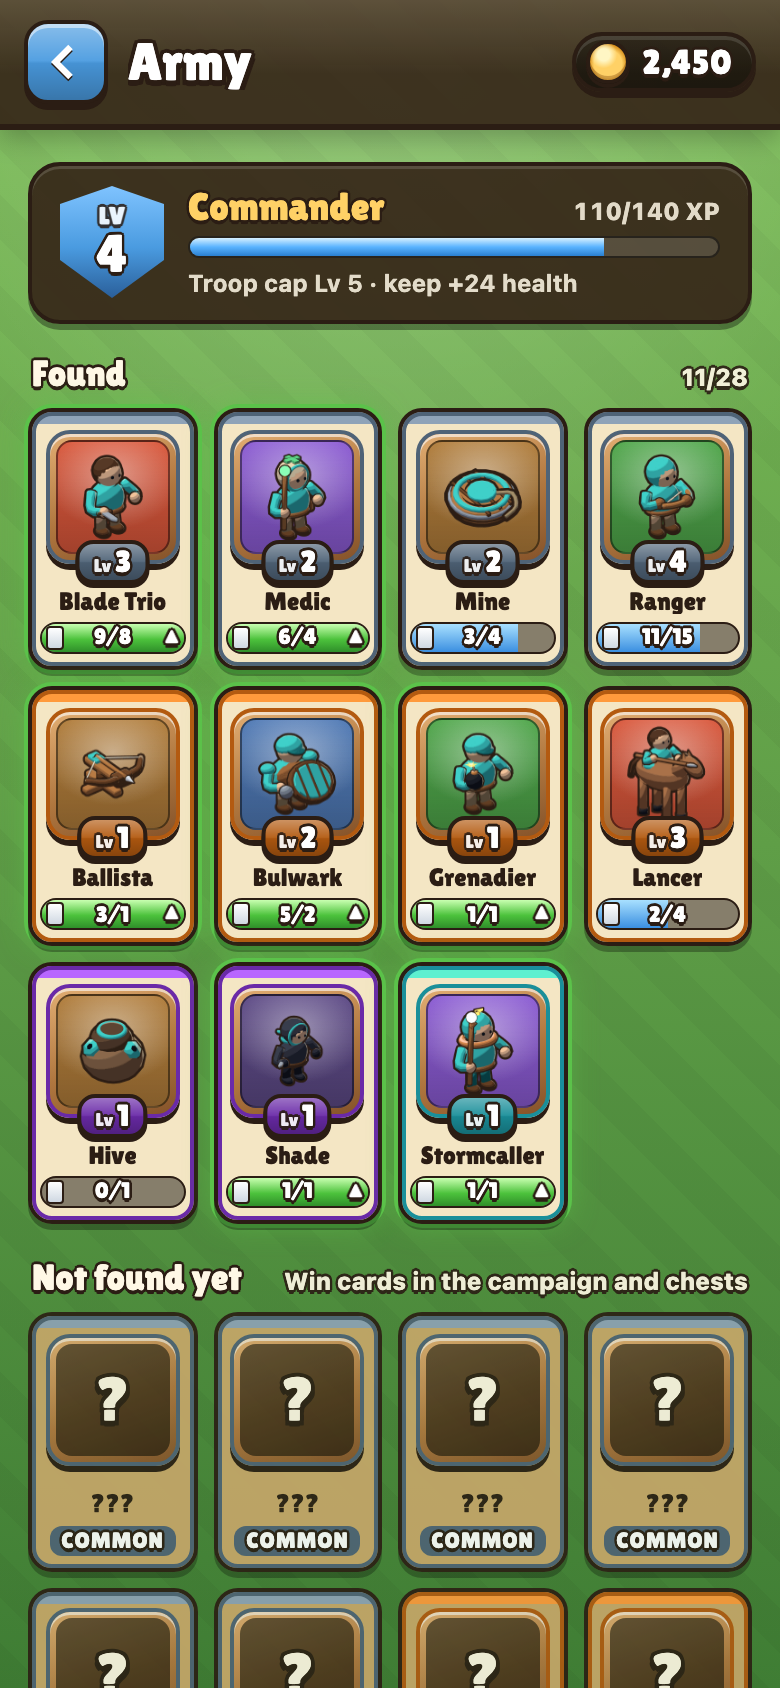 Army
2,450
LV
4
Commander
110/140 XP
Troop cap Lv 5 · keep +24 health
Found
11/28
Lv 3
Lv 2
Lv 2
Lv 4
Blade Trio
Medic
Mine
Ranger
9/8
6/4
3/4
11/15
Lv 1
Lv 2
Lv 1
Lv 3
Ballista
Bulwark
Grenadier
Lancer
3/1
5/2
1/1
2/4
Lv 1
Lv 1
Lv 1
Hive
Shade
Stormcaller
0/1
1/1
1/1
Not found yet
Win cards in the campaign and chests
?
?
?
?
???
???
???
???
COMMON
COMMON
COMMON
COMMON
?
?
?
?